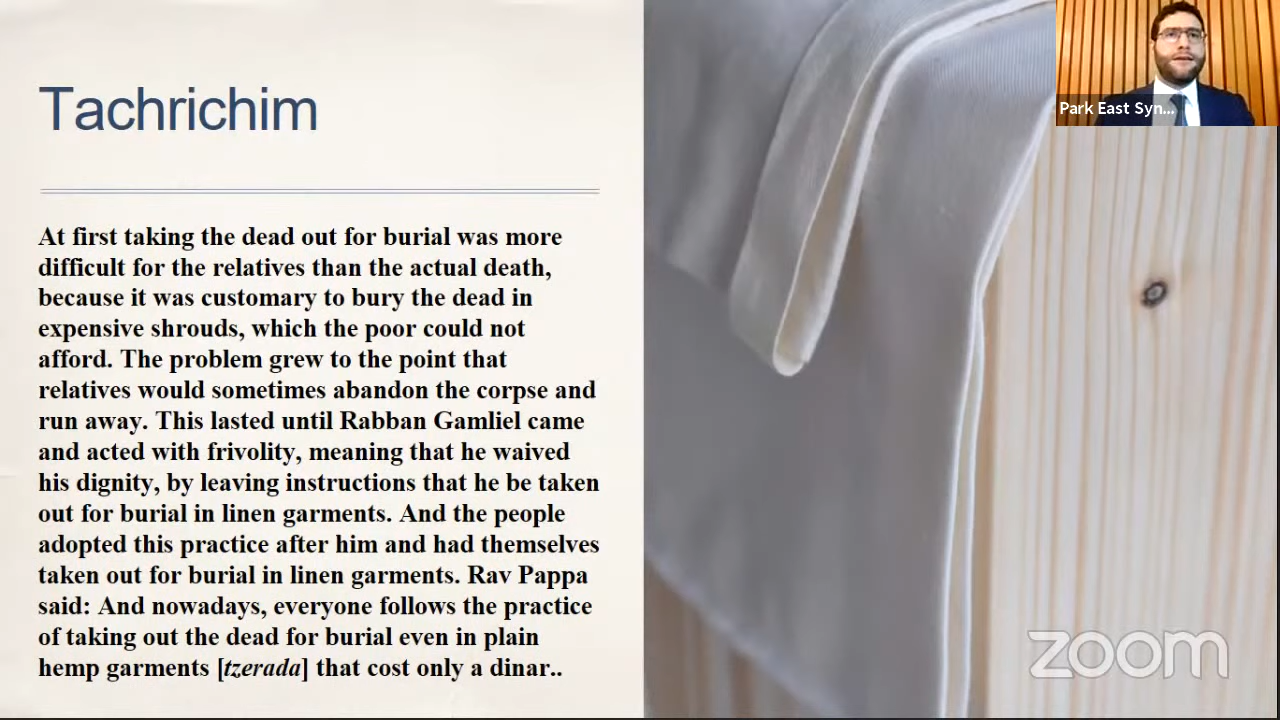 Tachrichim
At first taking the dead out for burial was more
difficult for the relatives than the actual death,
because it was customary to bury the dead in
expensive shrouds, which the poor could not
afford. The problem grew to the point that
relatives would sometimes abandon the corpse and
run away. This lasted until Rabban Gamliel came
and acted with frivolity, meaning that he waived
his dignity, by leaving instructions that he be taken
out for burial in linen garments. And the people
adopted this practice after him and had themselves
taken out for burial in linen garments. Rav Pappa
said: And nowadays, everyone follows the practice
of taking out the dead for burial even in plain
hemp garments [tzerada] that cost only a dinar..
Park East Syn...
zoom